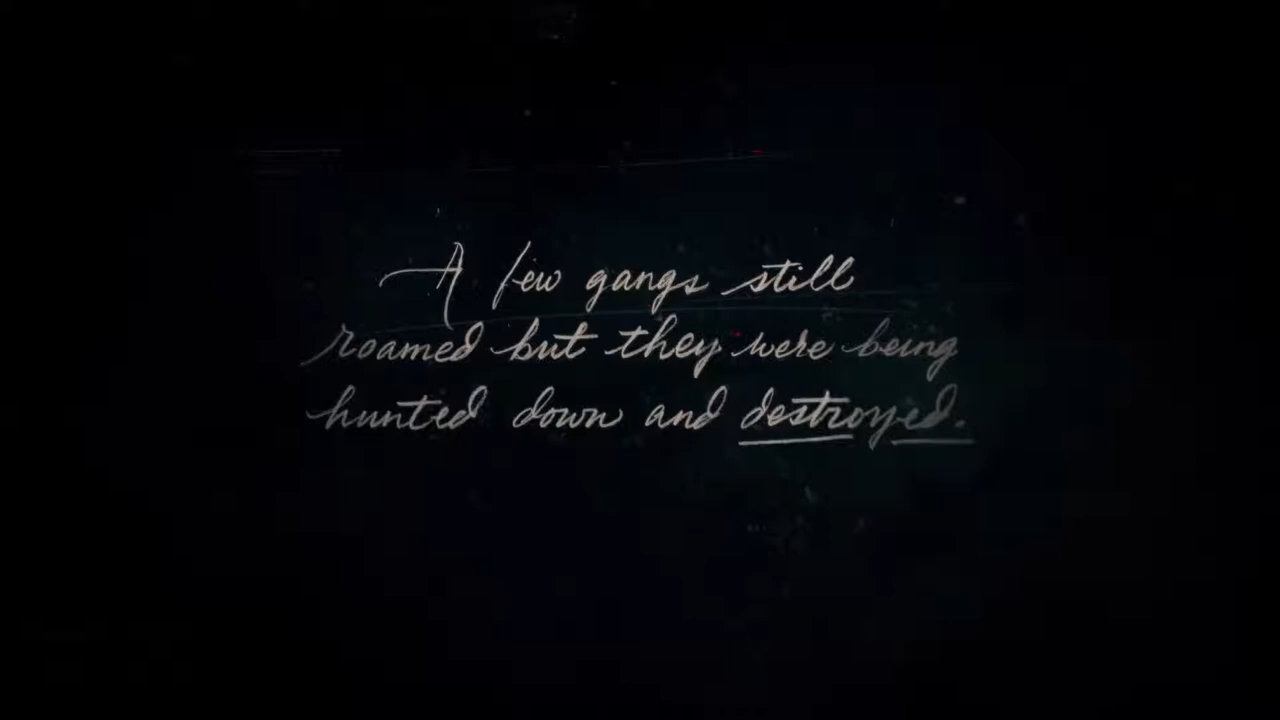 A few gangs still
roamed but they were being
hunted down and destroyed.